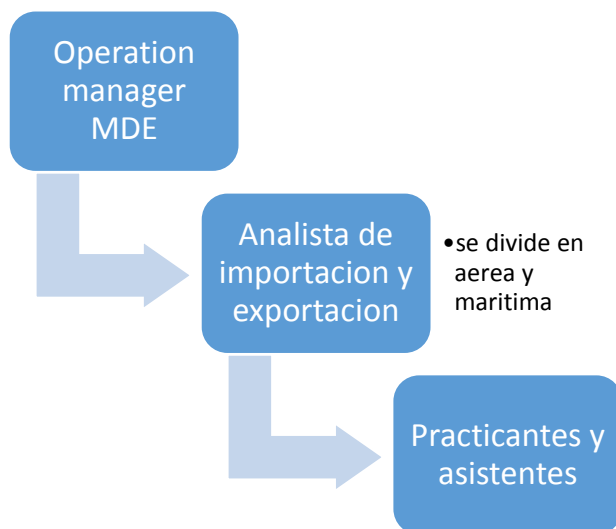 Operation
manager
MDE
Analista de
importacion y
exportacion
•se divide en
aerea y
maritima
Practicantes y
asistentes